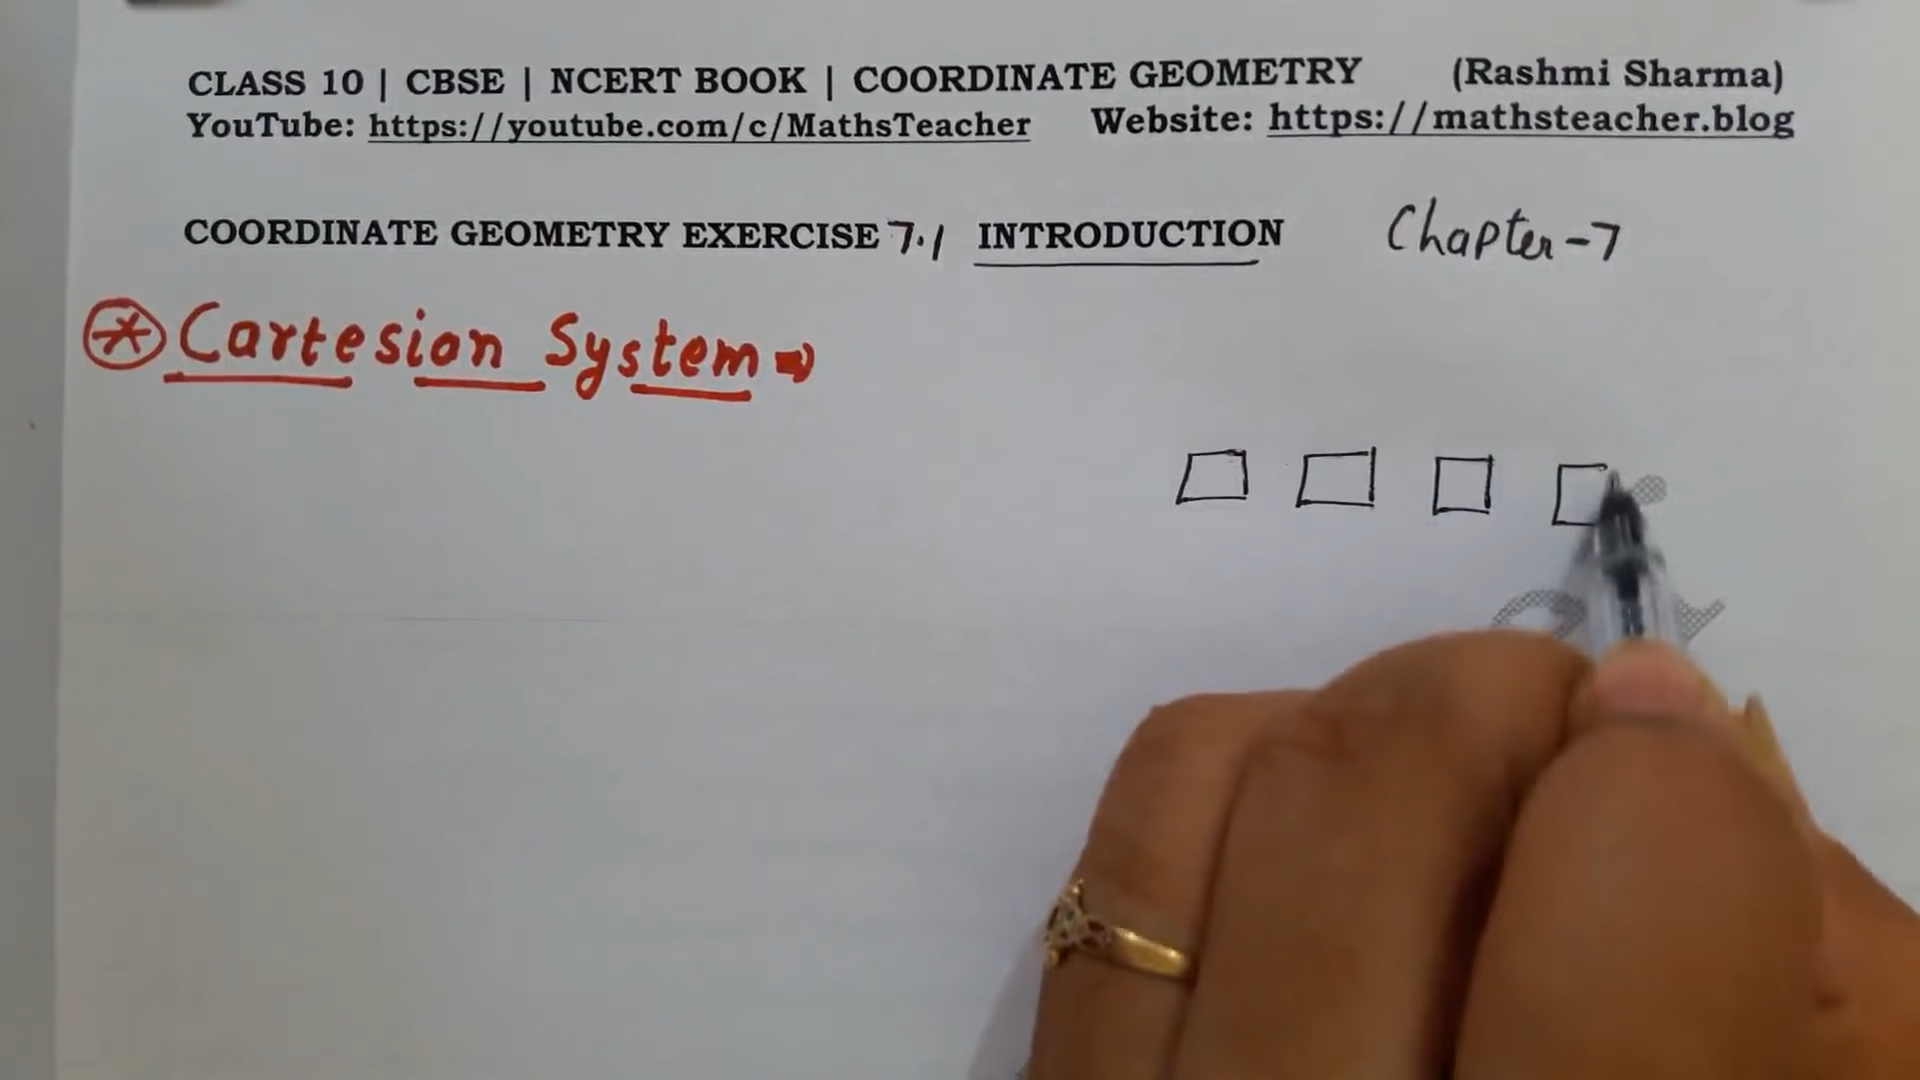 CLASS 10 | CBSE | NCERT BOOK | COORDINATE GEOMETRY (Rashmi Sharma)
YouTube: https://youtube.com/c/MathsTeacher Website: https://mathsteacher.blog
COORDINATE GEOMETRY EXERCISE 7.1 INTRODUCTION Chapter-7
Cartesian System